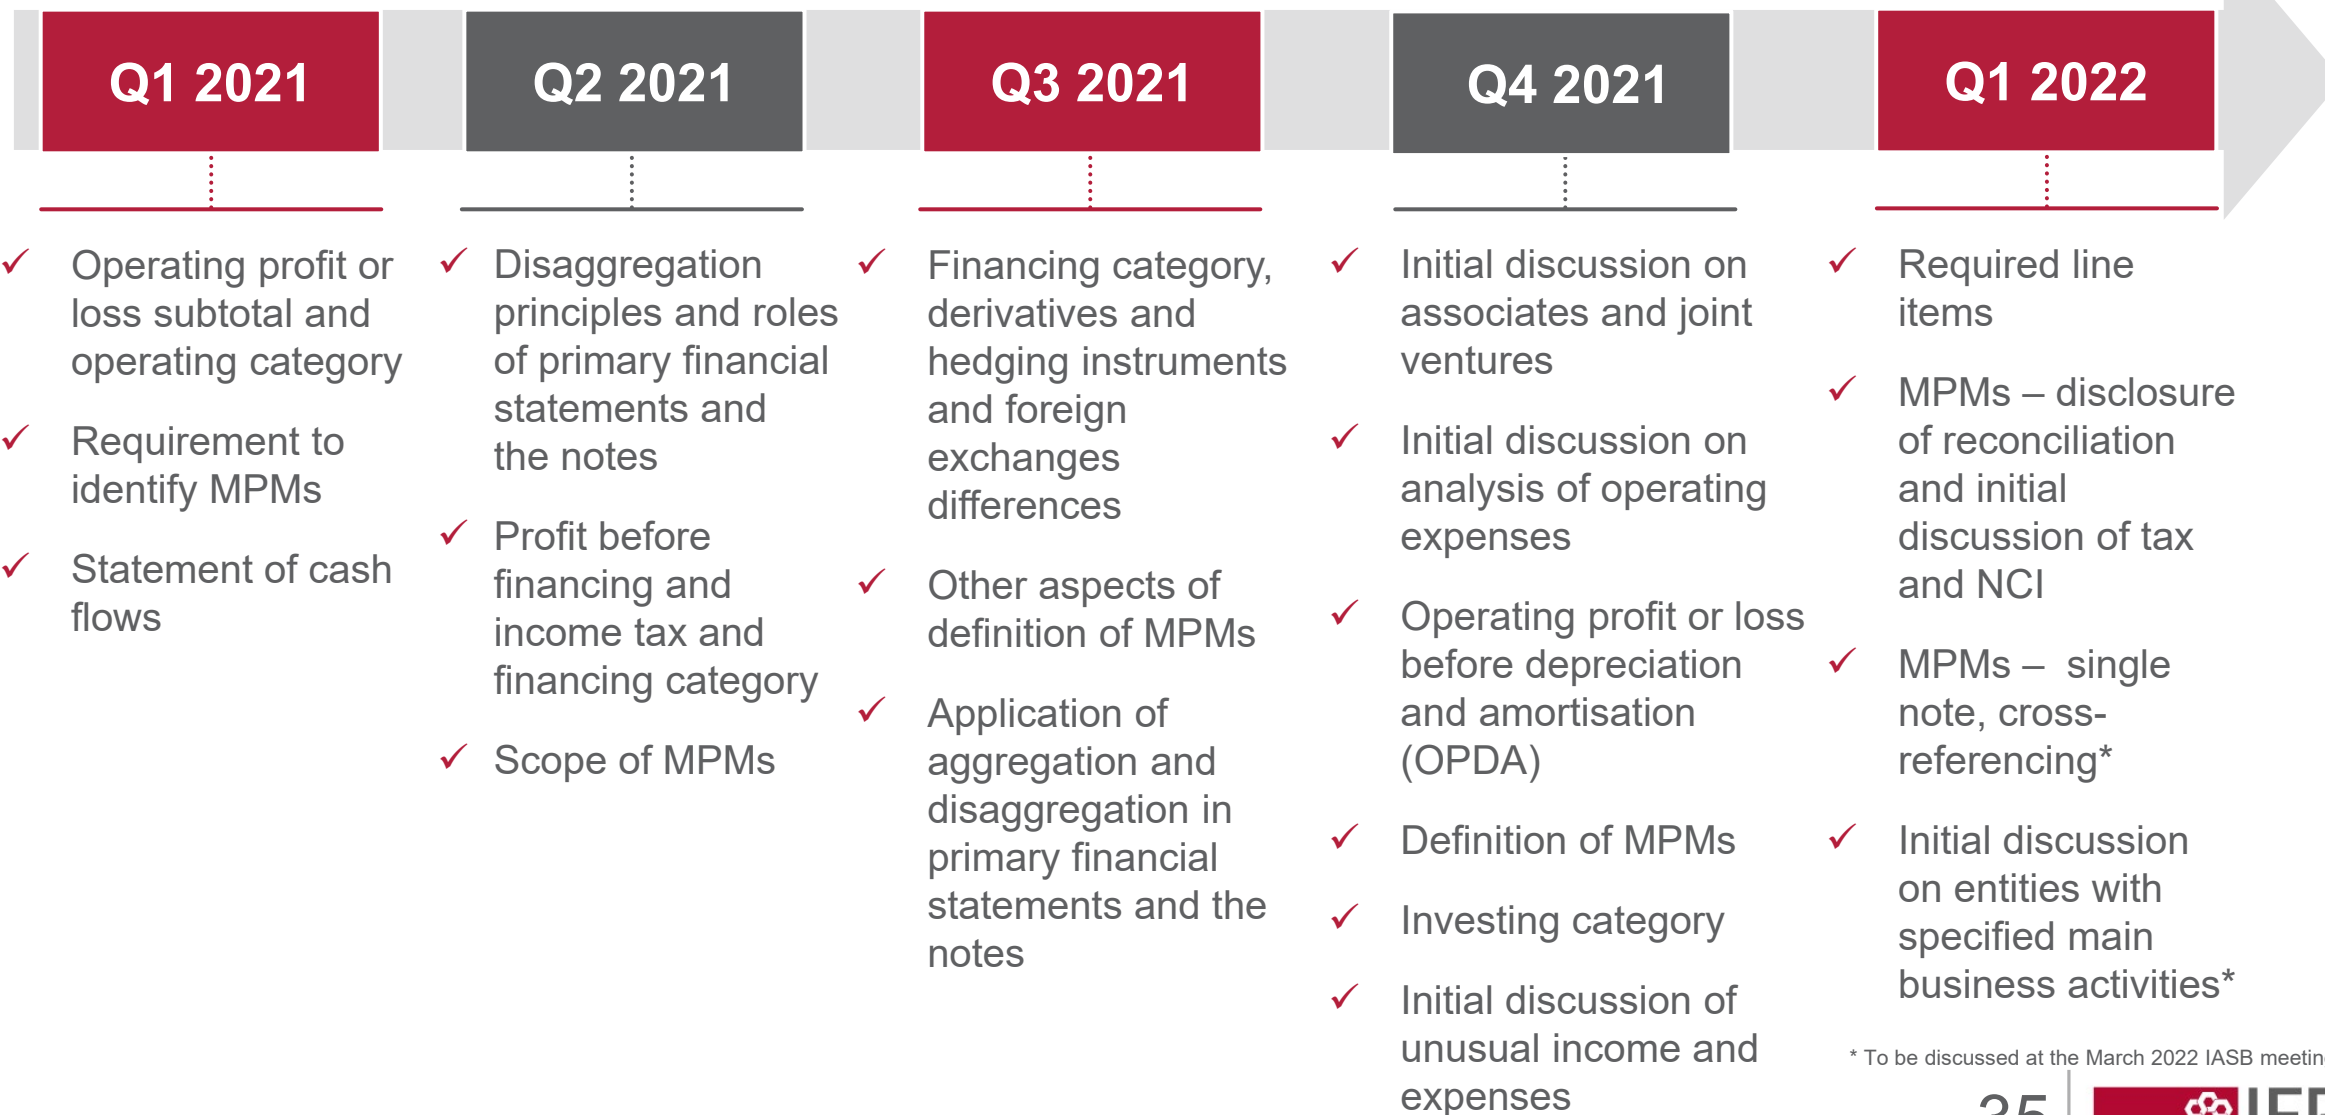 Q1 2021
Q2 2021
Q3 2021
Q4 2021
Q1 2022
✓ Operating profit or
loss subtotal and
operating category
✓ Requirement to
identify MPMs
✓ Statement of cash
flows
✓ Disaggregation
principles and roles
of primary financial
statements and
the notes
✓ Profit before
financing and
income tax and
financing category
✓ Scope of MPMs
✓ Financing category,
derivatives and
hedging instruments
and foreign
exchanges
differences
✓ Other aspects of
definition of MPMs
✓ Application of
aggregation and
disaggregation in
primary financial
statements and the
notes
✓ Initial discussion on
associates and joint
ventures
✓ Initial discussion on
analysis of operating
expenses
✓ Operating profit or loss
before depreciation
and amortisation
(OPDA)
✓ Definition of MPMs
✓ Investing category
✓ Initial discussion of
unusual income and
expenses
✓ Required line
items
✓ MPMs – disclosure
of reconciliation
and initial
discussion of tax
and NCI
✓ MPMs – single
note, cross-
referencing*
✓ Initial discussion
on entities with
specified main
business activities*
* To be discussed at the March 2022 IASB meetin
35